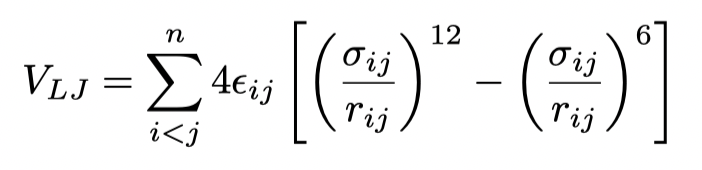 V_{LJ} = \sum_{i<j}^{n} 4\epsilon_{ij} \left[ \left( \frac{\sigma_{ij}}{r_{ij}} \right)^{12} - \left( \frac{\sigma_{ij}}{r_{ij}} \right)^{6} \right]